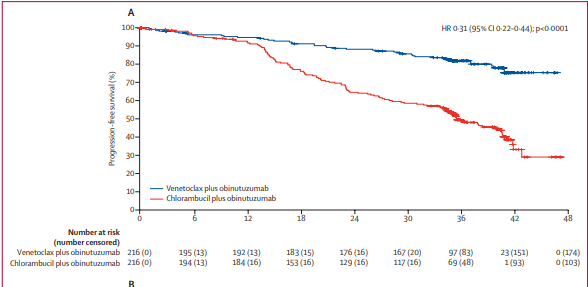 A
HR 0·31 (95% CI 0·22–0·44); p<0·0001
Progression-free survival (%)
100
90
80
70
60
50
40
30
20
10
0
Venetoclax plus obinutuzumab
Chlorambucil plus obinutuzumab
0 6 12 18 24 30 36 42 48
Number at risk
(number censored)
Venetoclax plus obinutuzumab 216 (0) 195 (13) 192 (13) 183 (15) 176 (16) 167 (20) 97 (83) 23 (151) 0 (174)
Chlorambucil plus obinutuzumab 216 (0) 194 (13) 184 (16) 153 (16) 129 (16) 117 (16) 69 (48) 1 (93) 0 (103)
B